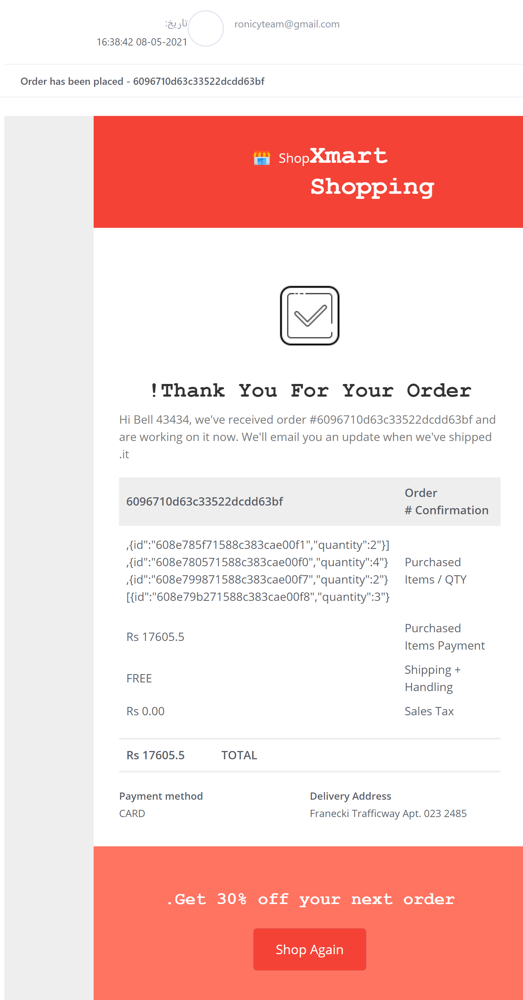 ronicyteam@gmail.com
تاریخ:
16:38:42 08-05-2021
Order has been placed - 6096710d63c33522dcdd63bf
Shop
Xmart
Shopping
!Thank You For Your Order
Hi Bell 43434, we've received order #6096710d63c33522dcdd63bf and
are working on it now. We'll email you an update when we've shipped
.it
6096710d63c33522dcdd63bf
Order
# Confirmation
,{id":"608e785f71588c383cae00f1","quantity":2"}]
,{id":"608e780571588c383cae00f0","quantity":4"}
,{id":"608e799871588c383cae00f7","quantity":2"}
[{id":"608e79b271588c383cae00f8","quantity":3"}
Purchased
Items / QTY
Rs 17605.5
Purchased
Items Payment
FREE
Shipping +
Handling
Rs 0.00
Sales Tax
Rs 17605.5
TOTAL
Payment method
CARD
Delivery Address
Franecki Trafficway Apt. 023 2485
.Get 30% off your next order
Shop Again